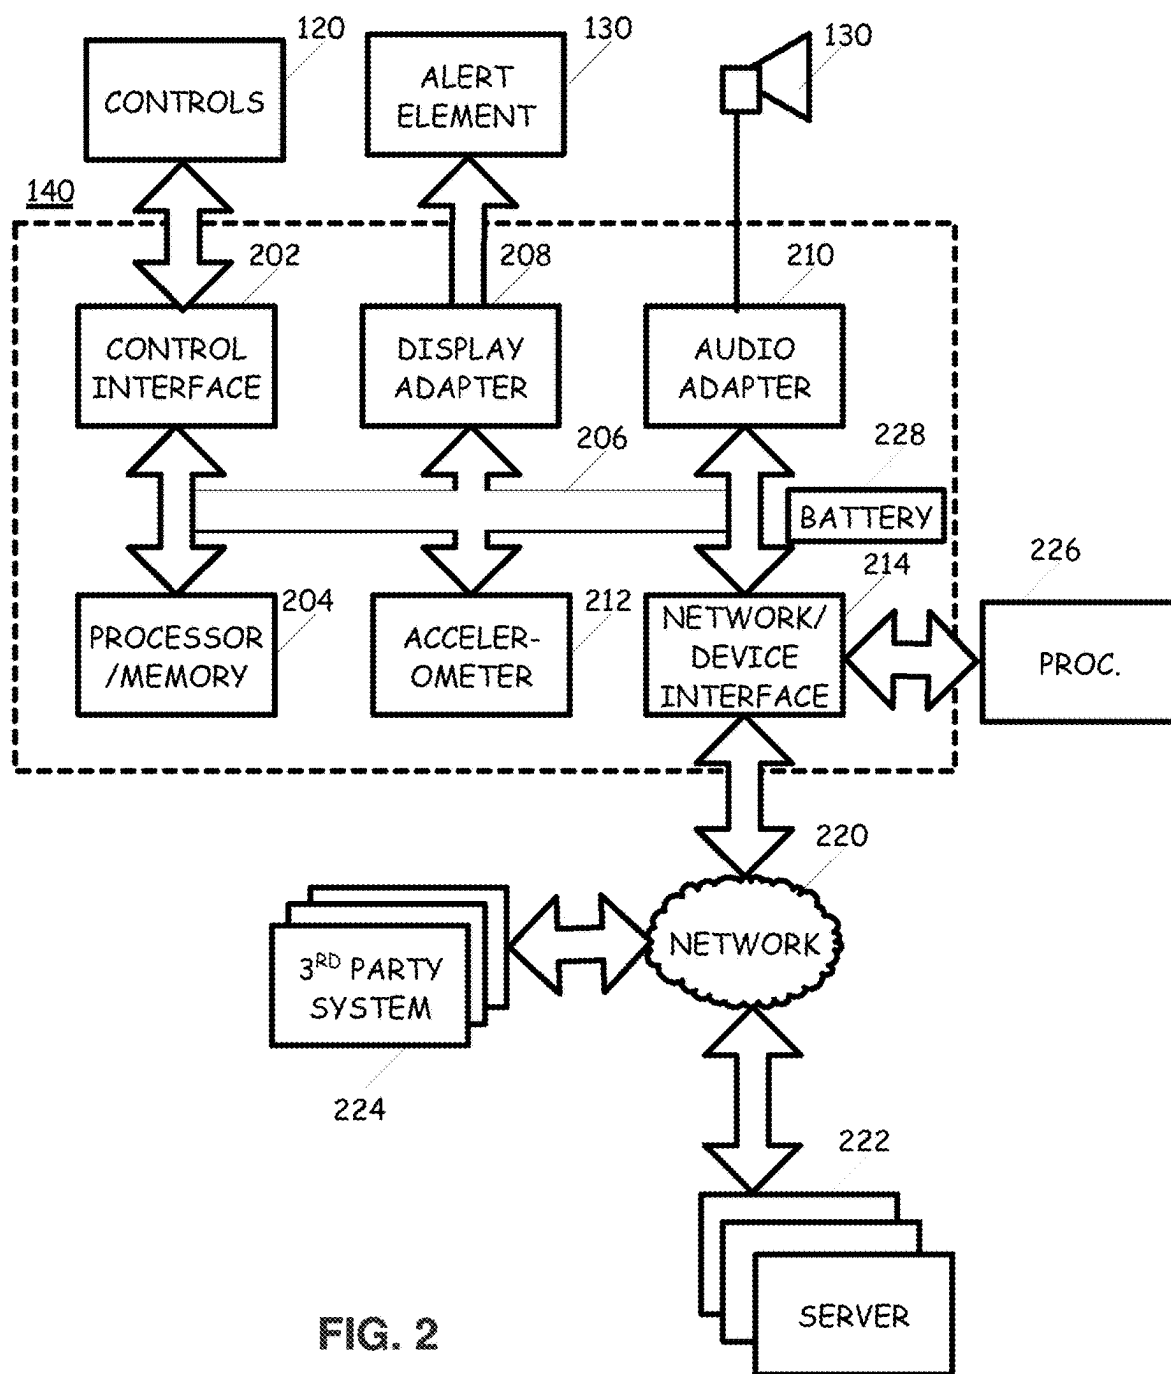 120
130
130
CONTROLS
ALERT
ELEMENT
140
202
208
210
CONTROL
INTERFACE
DISPLAY
ADAPTER
AUDIO
ADAPTER
206
228
BATTERY
226
204
212
214
PROCESSOR
/MEMORY
ACCELER-
OMETER
NETWORK/
DEVICE
INTERFACE
PROC.
220
NETWORK
3RD PARTY
SYSTEM
224
222
SERVER
FIG. 2